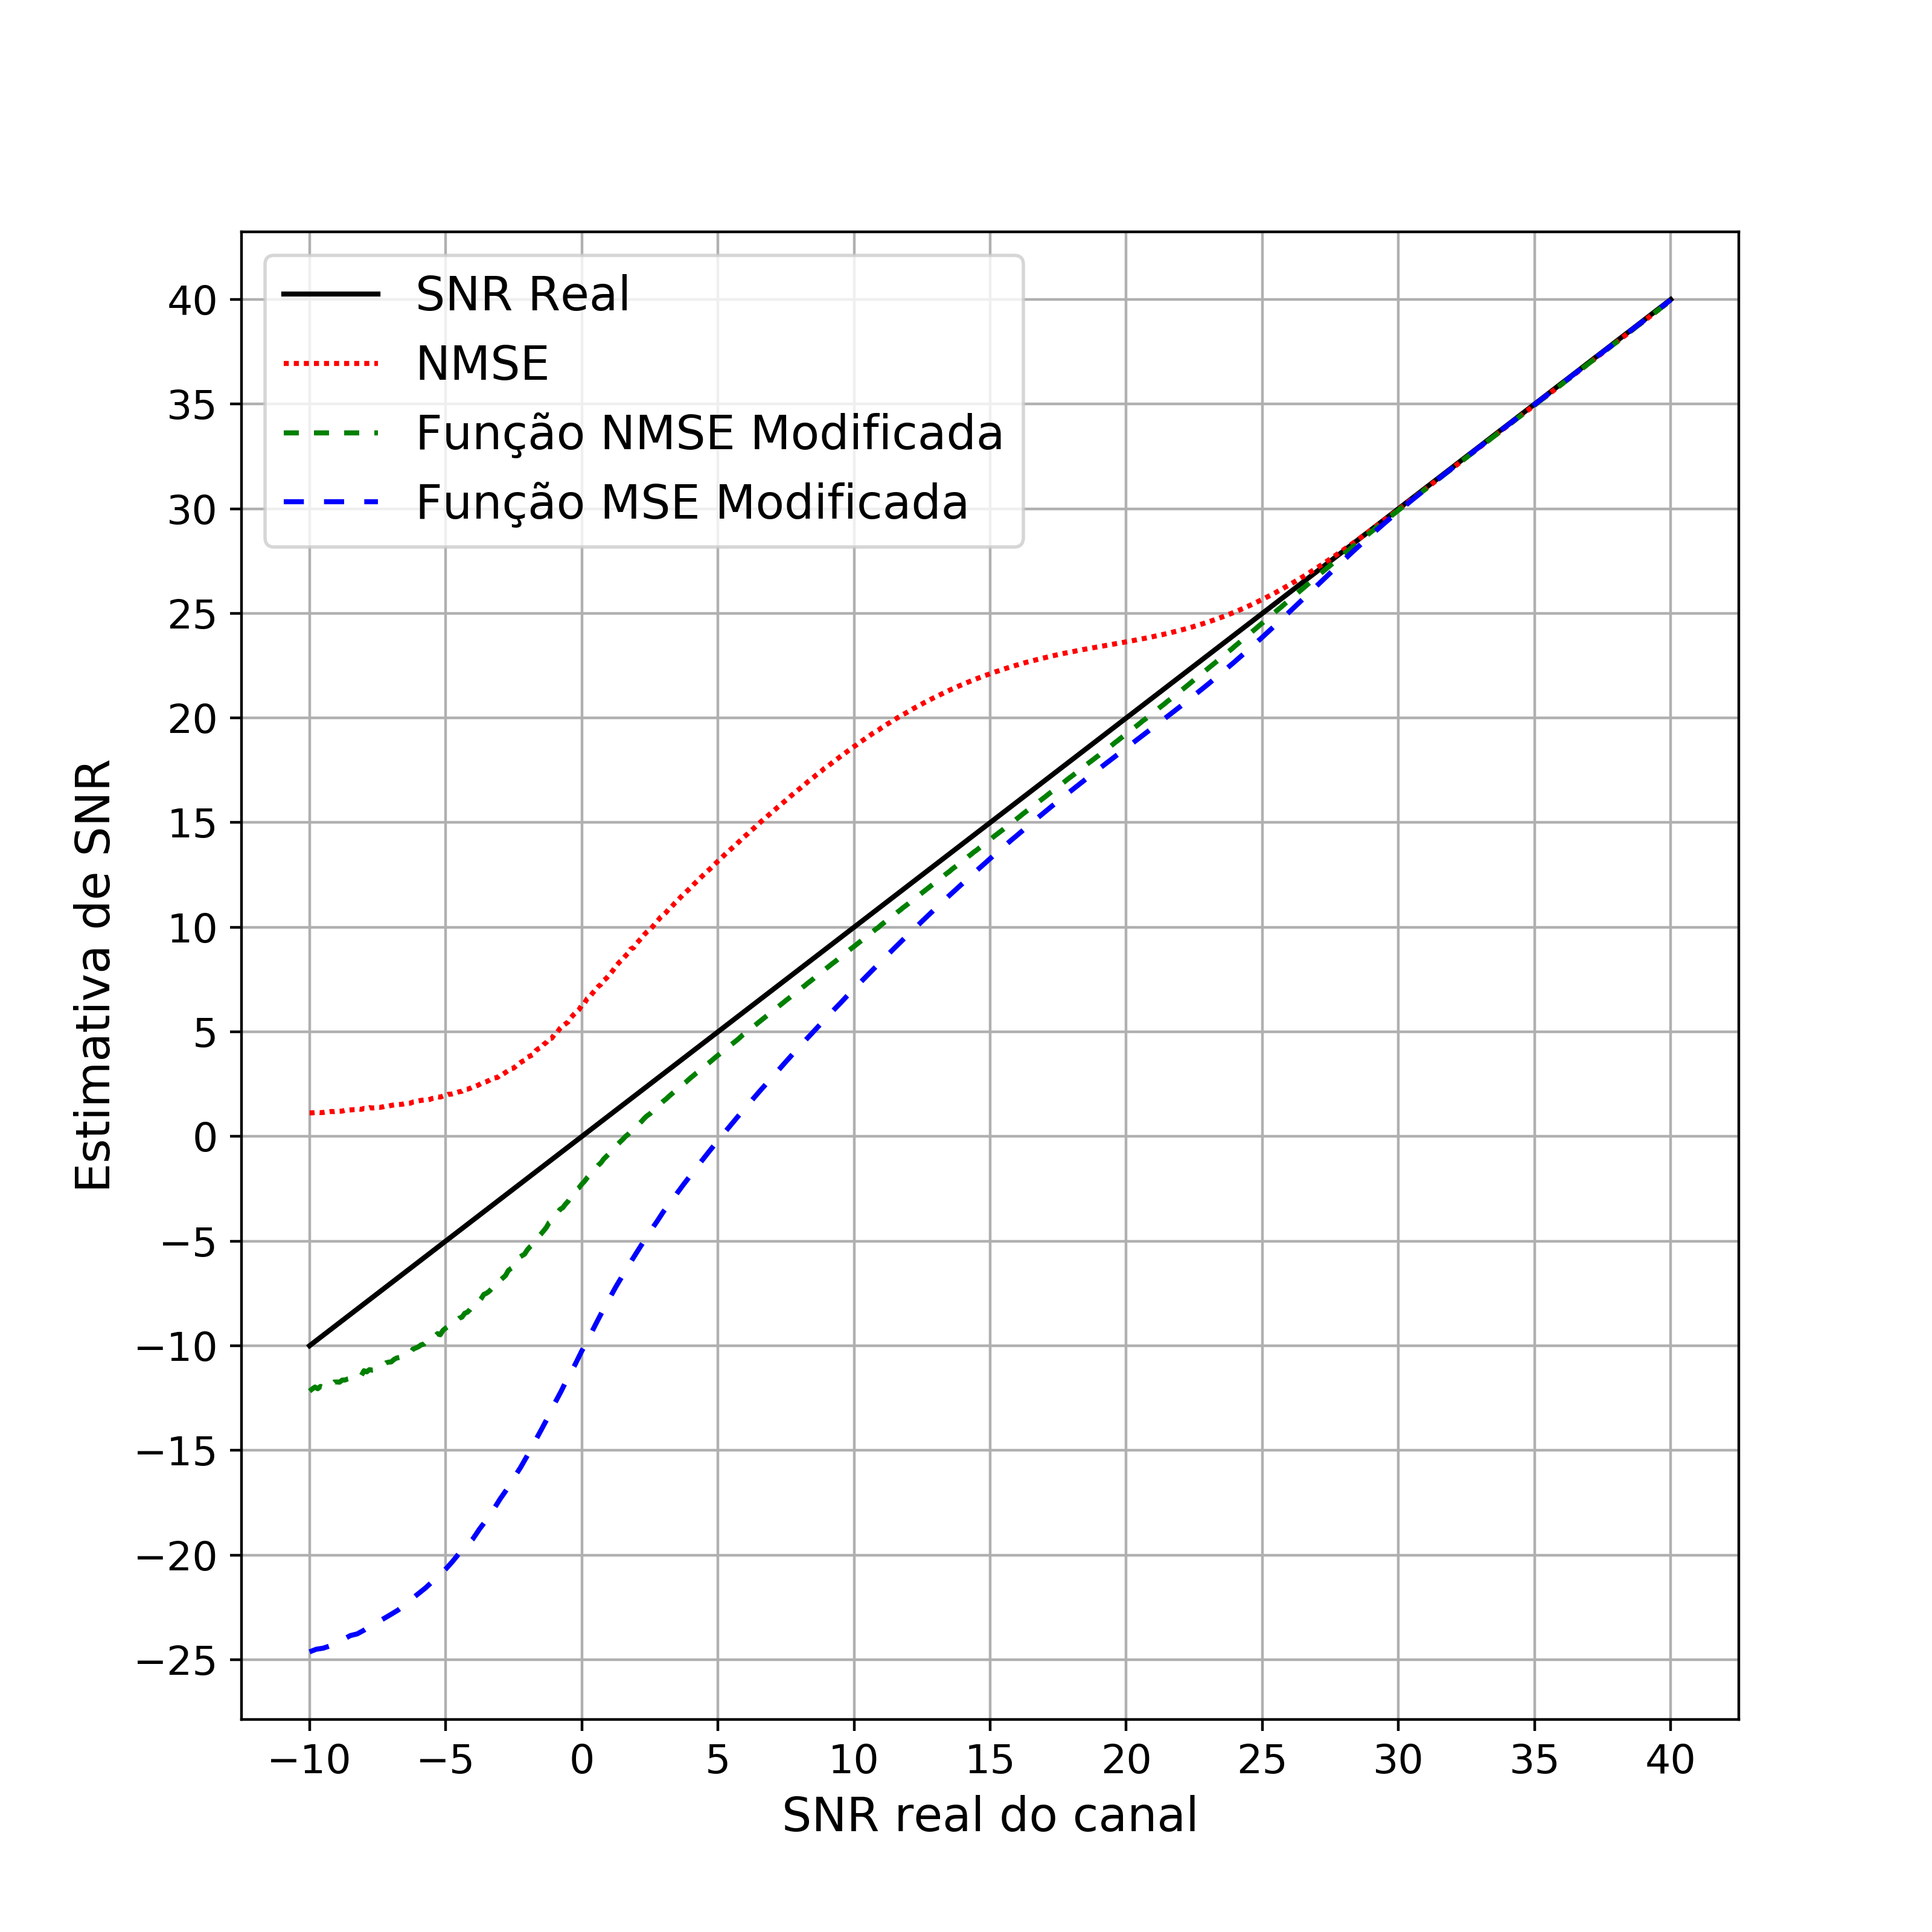 SNR Real
NMSE
Função NMSE Modificada
Função MSE Modificada
Estimativa de SNR
40
35
30
25
20
15
10
5
0
−5
−10
−15
−20
−25
−10 −5 0 5 10 15 20 25 30 35 40
SNR real do canal